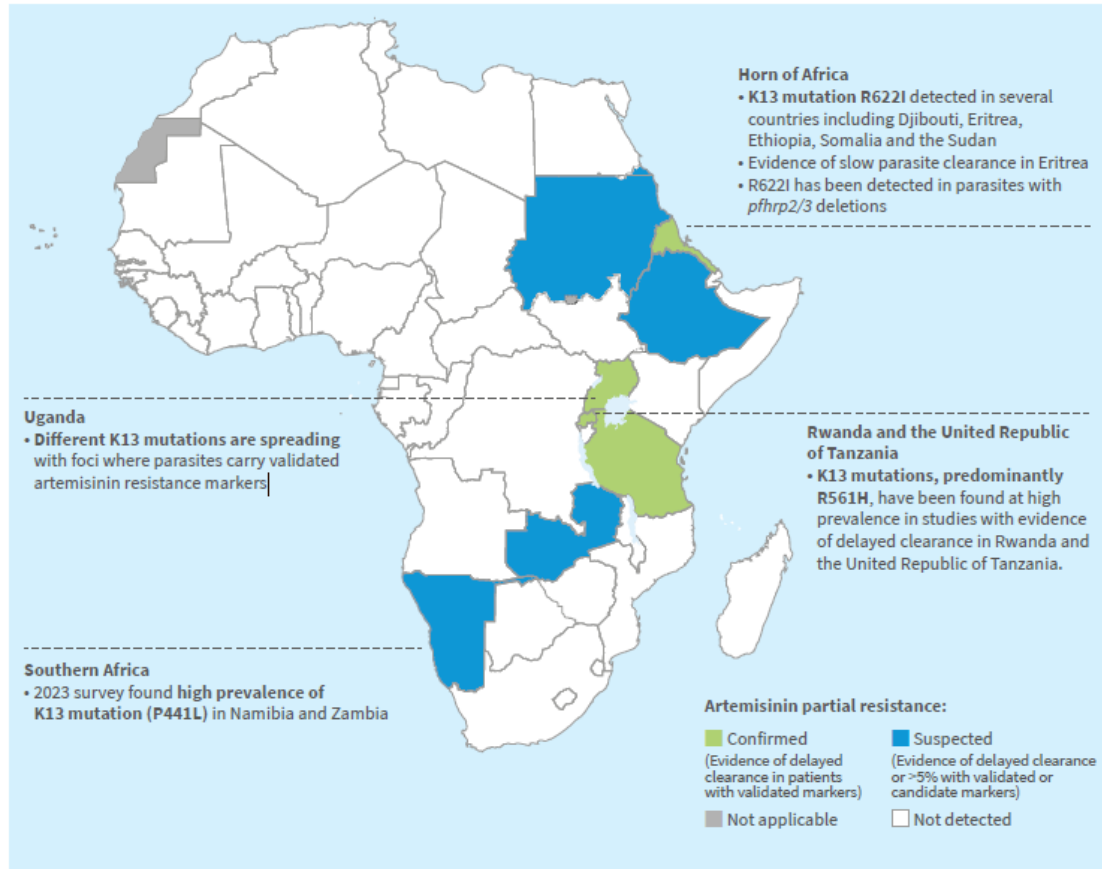 Horn of Africa
• K13 mutation R622I detected in several
countries including Djibouti, Eritrea,
Ethiopia, Somalia and the Sudan
• Evidence of slow parasite clearance in Eritrea
• R622I has been detected in parasites with
pfhrp2/3 deletions
Uganda
• Different K13 mutations are spreading
with foci where parasites carry validated
artemisinin resistance markers
Rwanda and the United Republic
of Tanzania
• K13 mutations, predominantly
R561H, have been found at high
prevalence in studies with evidence
of delayed clearance in Rwanda and
the United Republic of Tanzania.
Southern Africa
• 2023 survey found high prevalence of
K13 mutation (P441L) in Namibia and Zambia
Artemisinin partial resistance:
Confirmed
(Evidence of delayed
clearance in patients
with validated markers)
Suspected
(Evidence of delayed clearance
or >5% with validated or
candidate markers)
Not applicable
Not detected